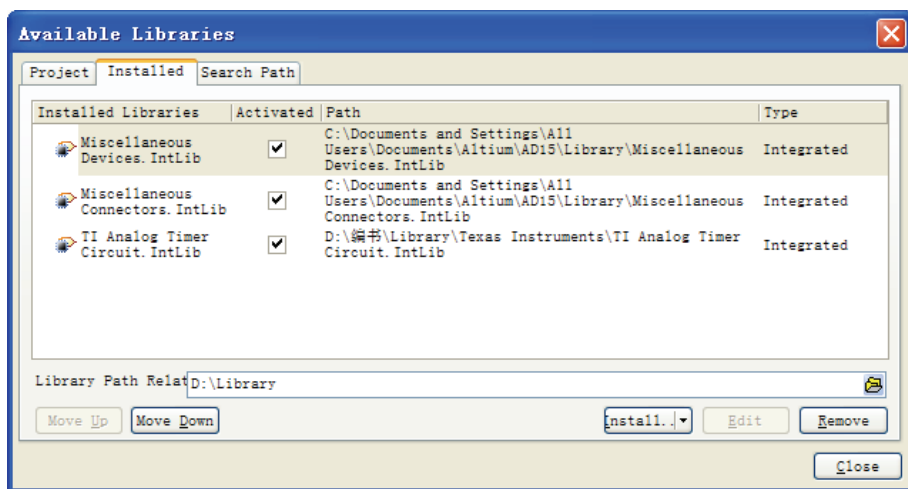 Available Libraries
Project Installed Search Path
Installed Libraries Activated Path Type
Miscellaneous Devices.IntLib C:\Documents and Settings\All Users\Documents\Altium\AD15\Library\Miscellaneous Devices.IntLib Integrated
Miscellaneous Connectors.IntLib C:\Documents and Settings\All Users\Documents\Altium\AD15\Library\Miscellaneous Connectors.IntLib Integrated
TI Analog Timer Circuit.IntLib D:\编书\Library\Texas Instruments\TI Analog Timer Circuit.IntLib Integrated
Library Path Relat D:\Library
Move Up Move Down Install.. Edit Remove
Close